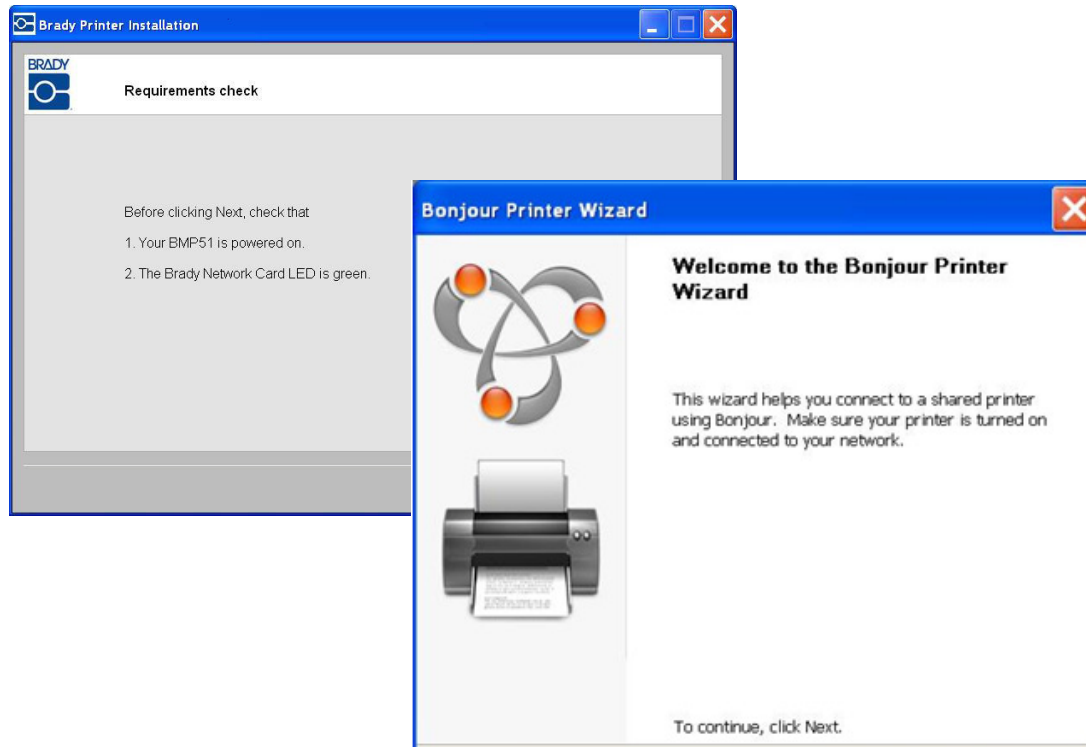 Brady Printer Installation
BRADY
Requirements check
Before clicking Next, check that
1. Your BMP51 is powered on.
2. The Brady Network Card LED is green.
Bonjour Printer Wizard
Welcome to the Bonjour Printer
Wizard
This wizard helps you connect to a shared printer
using Bonjour. Make sure your printer is turned on
and connected to your network.
To continue, click Next.